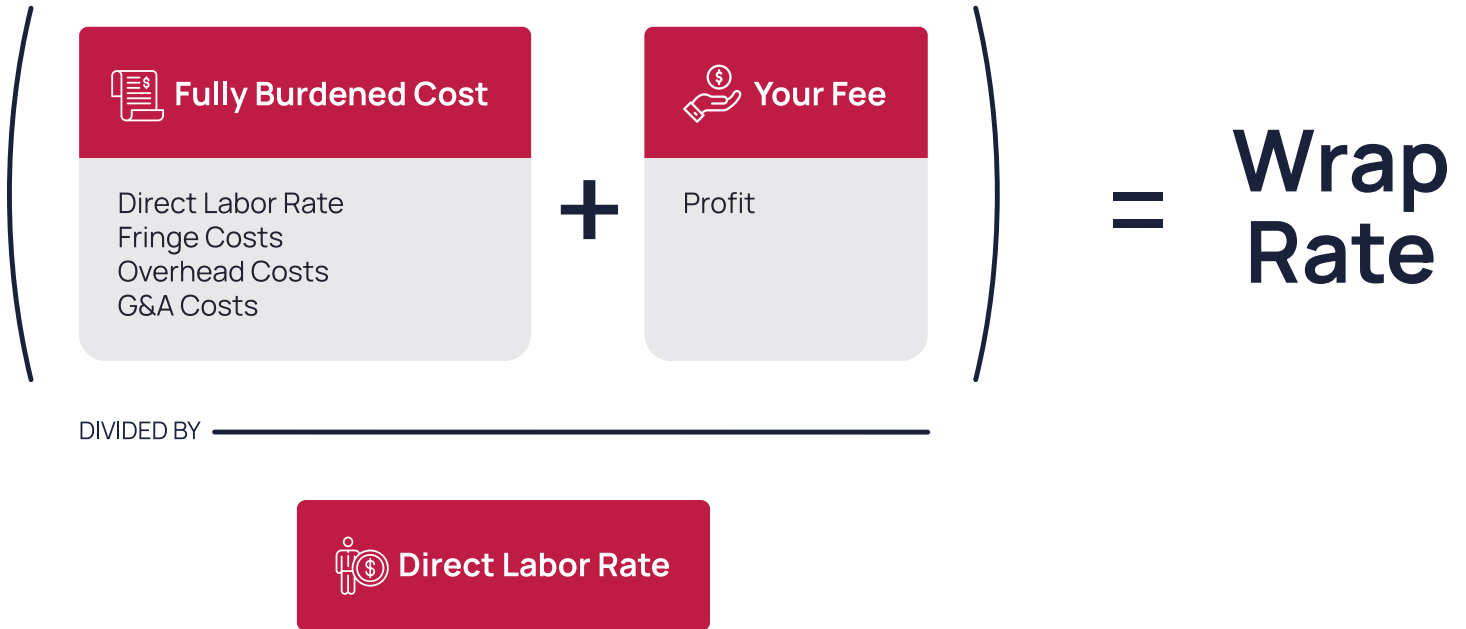 Fully Burdened Cost
Direct Labor Rate
Fringe Costs
Overhead Costs
G&A Costs
+
Your Fee
Profit
=
Wrap
Rate
DIVIDED BY
Direct Labor Rate